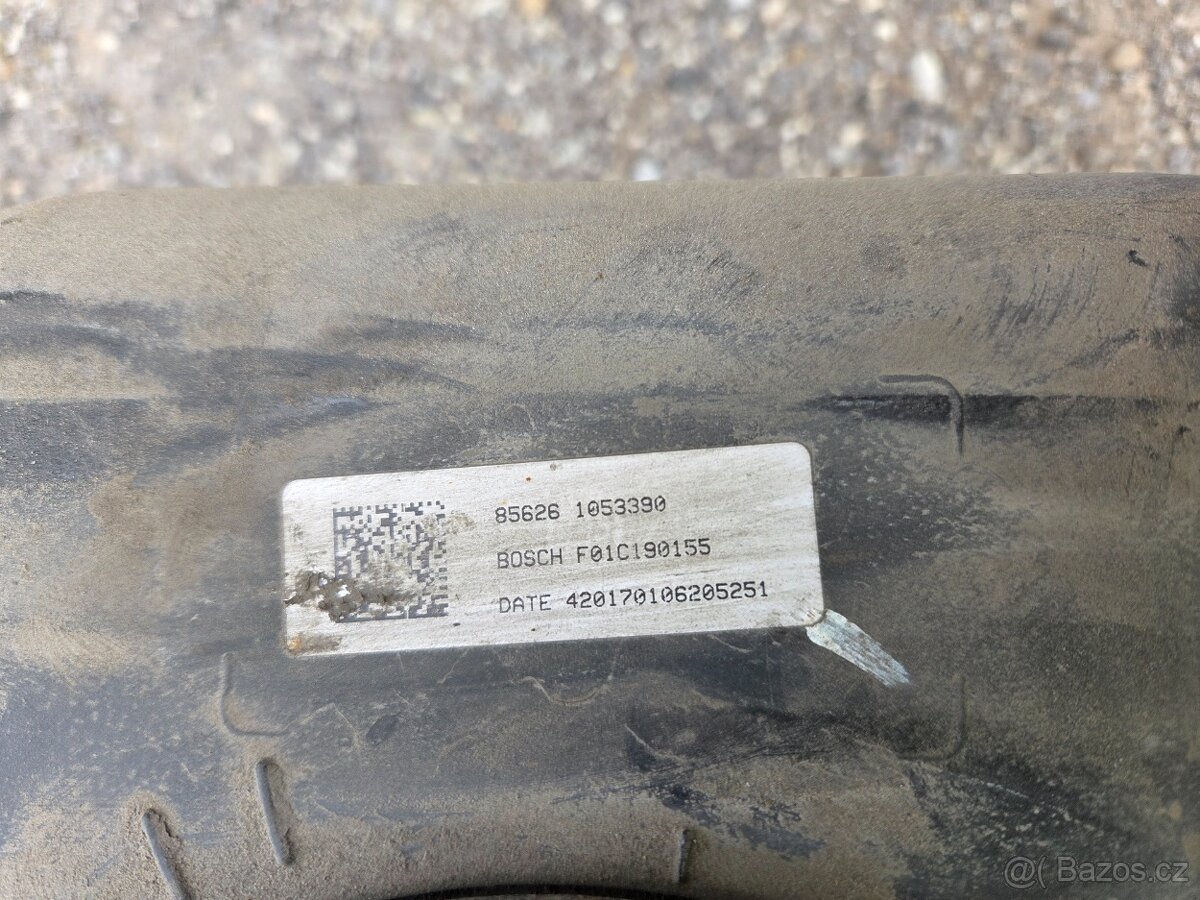 85626 1053390
BOSCH F01C190155
DATE 420170106205251
@( Bazos.cz